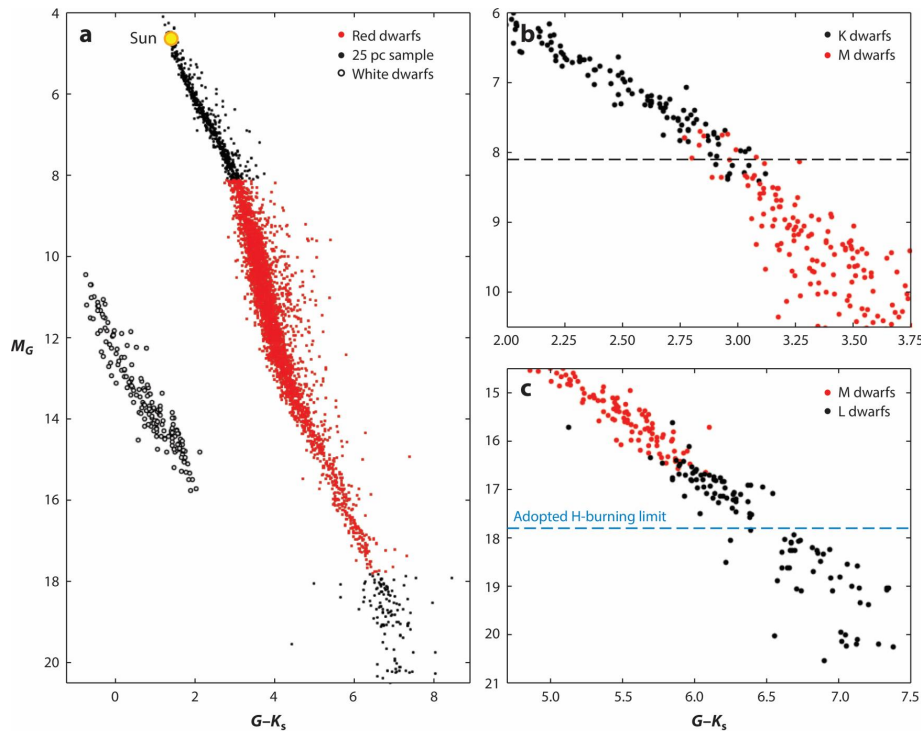 a
Sun
Red dwarfs
25 pc sample
White dwarfs
4
6
8
10
12
14
16
18
20
M_G
0
2
4
6
8
G–K_s
b
K dwarfs
M dwarfs
6
7
8
9
10
2.00
2.25
2.50
2.75
3.00
3.25
3.50
3.75
c
M dwarfs
L dwarfs
Adopted H-burning limit
15
16
17
18
19
20
21
5.0
5.5
6.0
6.5
7.0
7.5
G–K_s